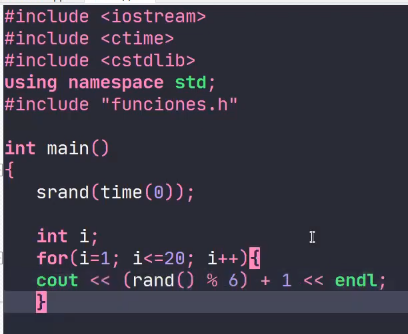 #include <iostream>
#include <ctime>
#include <cstdlib>
using namespace std;
#include "funciones.h"
int main()
{
srand(time(0));
int i;
for(i=1; i<=20; i++){
cout << (rand() % 6) + 1 << endl;
}